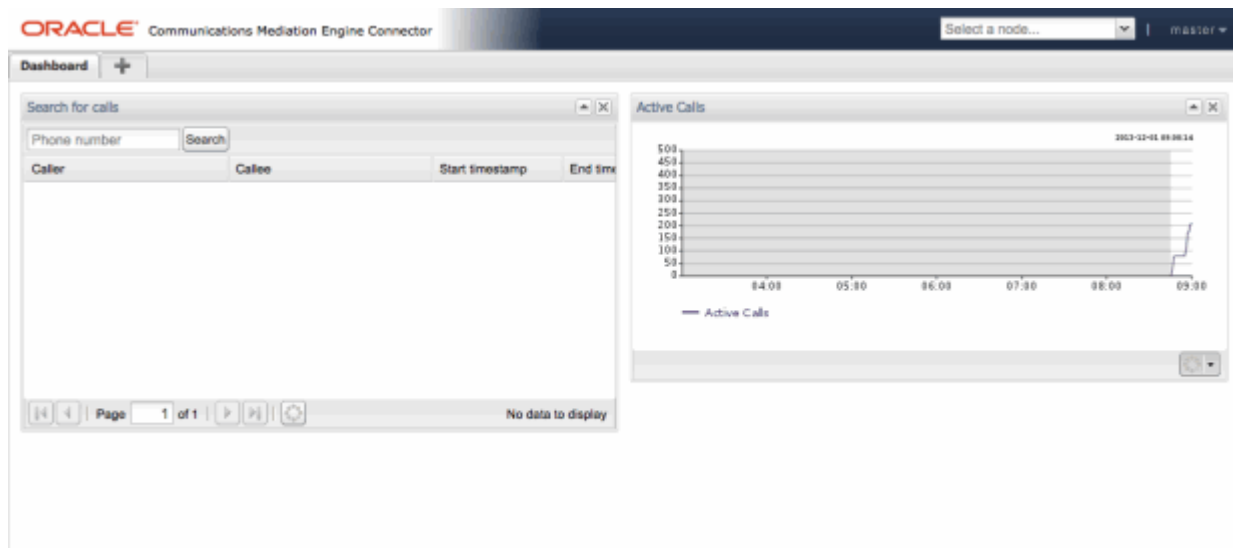 ORACLE Communications Mediation Engine Connector
Select a node...
master
Dashboard
Search for calls
Phone number Search
Caller Callee Start timestamp End time
Page 1 of 1 No data to display
Active Calls
500
450
400
350
300
250
200
150
100
50
0
04:00 05:00 06:00 07:00 08:00 09:00
Active Calls